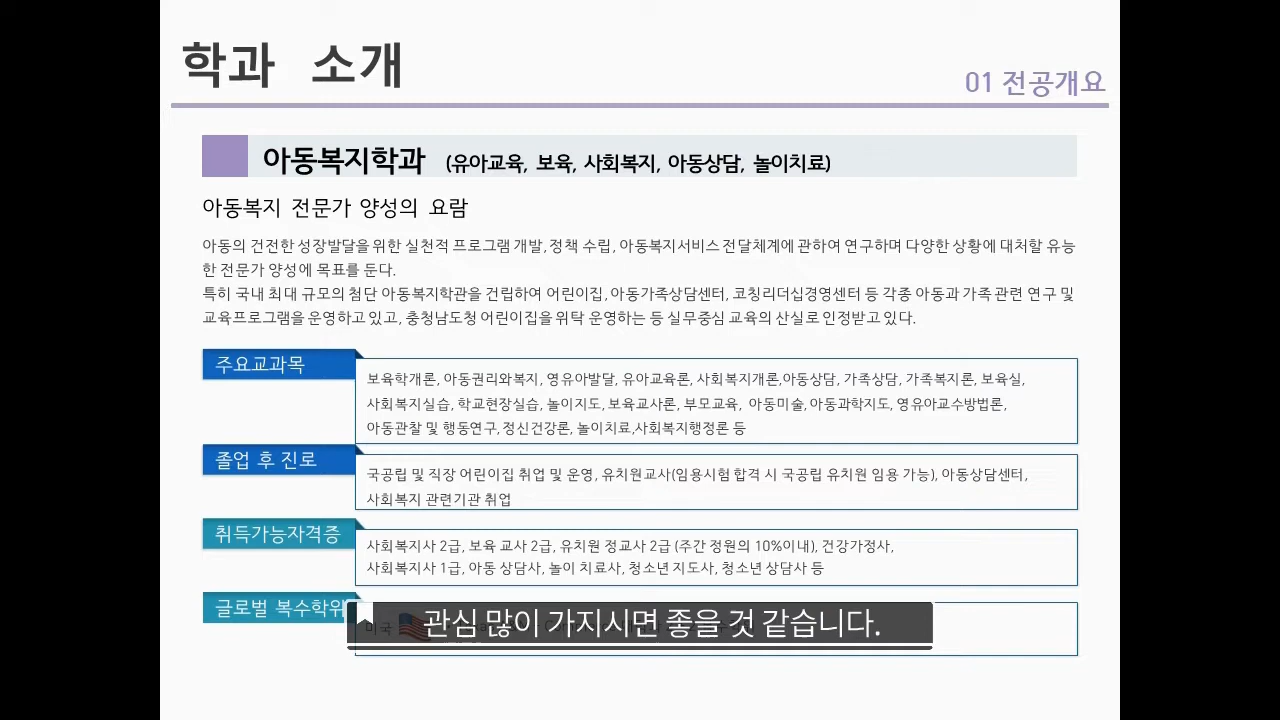 학과 소개
01 전공개요
아동복지학과 (유아교육, 보육, 사회복지, 아동상담, 놀이치료)
아동복지 전문가 양성의 요람
아동의 건전한 성장발달을 위한 실천적 프로그램 개발, 정책 수립, 아동복지서비스 전달체계에 관하여 연구하며 다양한 상황에 대처할 유능
한 전문가 양성에 목표를 둔다.
특히 국내 최대 규모의 첨단 아동복지학관을 건립하여 어린이집, 아동가족상담센터, 코칭리더십경영센터 등 각종 아동과 가족 관련 연구 및
교육프로그램을 운영하고 있고, 충청남도청 어린이집을 위탁 운영하는 등 실무중심 교육의 산실로 인정받고 있다.
주요교과목
보육학개론, 아동권리와복지, 영유아발달, 유아교육론, 사회복지개론,아동상담, 가족상담, 가족복지론, 보육실,
사회복지실습, 학교현장실습, 놀이지도, 보육교사론, 부모교육, 아동미술, 아동과학지도, 영유아교수방법론,
아동관찰 및 행동연구, 정신건강론, 놀이치료,사회복지행정론 등
졸업 후 진로
국공립 및 직장 어린이집 취업 및 운영, 유치원교사(임용시험 합격 시 국공립 유치원 임용 가능), 아동상담센터,
사회복지 관련기관 취업
취득가능자격증
사회복지사 2급, 보육 교사 2급, 유치원 정교사 2급 (주간 정원의 10%이내), 건강가정사,
사회복지사 1급, 아동 상담사, 놀이 치료사, 청소년 지도사, 청소년 상담사 등
글로벌 복수학위
미국
관심 많이 가지시면 좋을 것 같습니다.